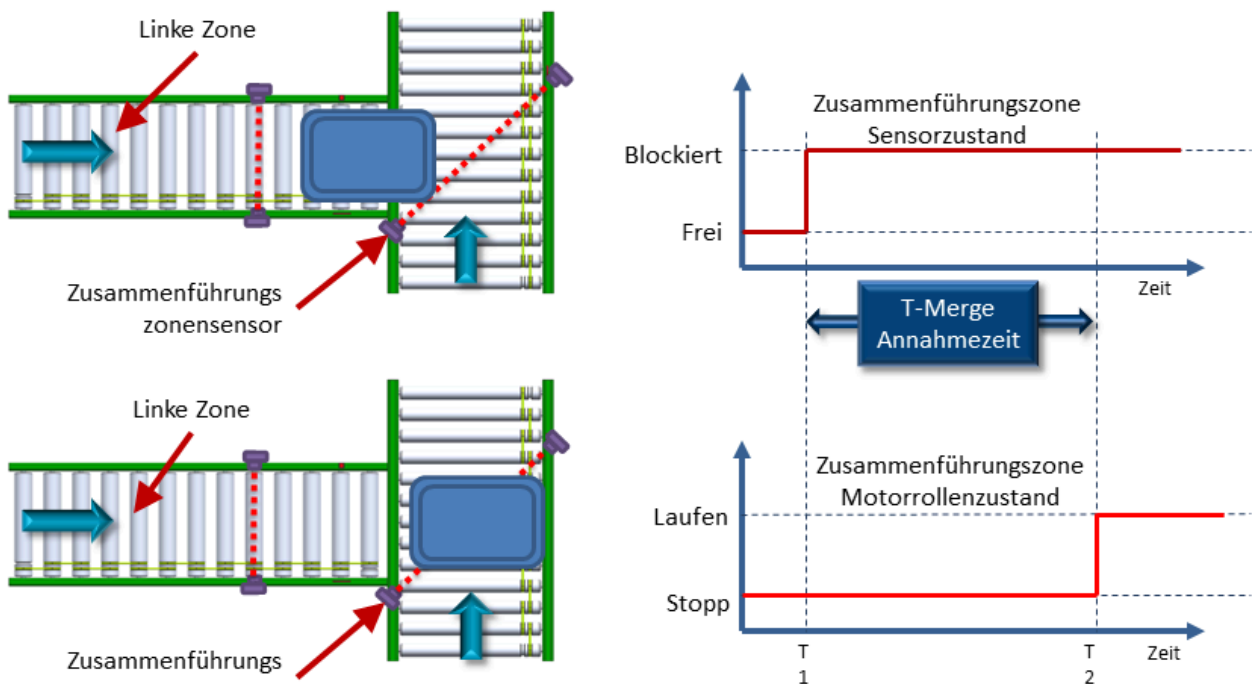 Linke Zone
Zusammenführungs
zonensensor
Linke Zone
Zusammenführungs
Zusammenführungszone
Sensorzustand
Blockiert
Frei
Zeit
T-Merge
Annahmezeit
Zusammenführungszone
Motorrollenzustand
Laufen
Stopp
T
1
T
2
Zeit